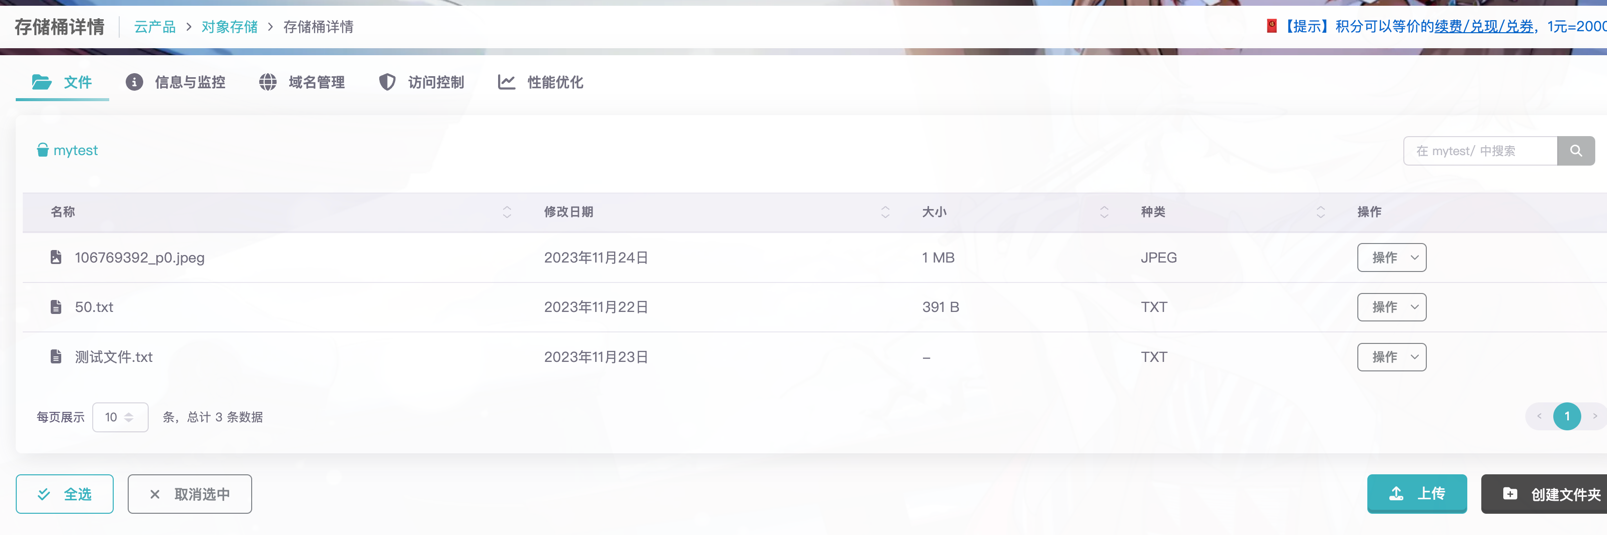 存储桶详情 云产品 > 对象存储 > 存储桶详情 【提示】积分可以等价的续费/兑现/兑券，1元=2000
文件 信息与监控 域名管理 访问控制 性能优化
mytest 在 mytest/ 中搜索
名称 修改日期 大小 种类 操作
106769392_p0.jpeg 2023年11月24日 1 MB JPEG 操作
50.txt 2023年11月22日 391 B TXT 操作
测试文件.txt 2023年11月23日 – TXT 操作
每页展示 10 条，总计 3 条数据 < 1 >
全选 取消选中 上传 创建文件夹